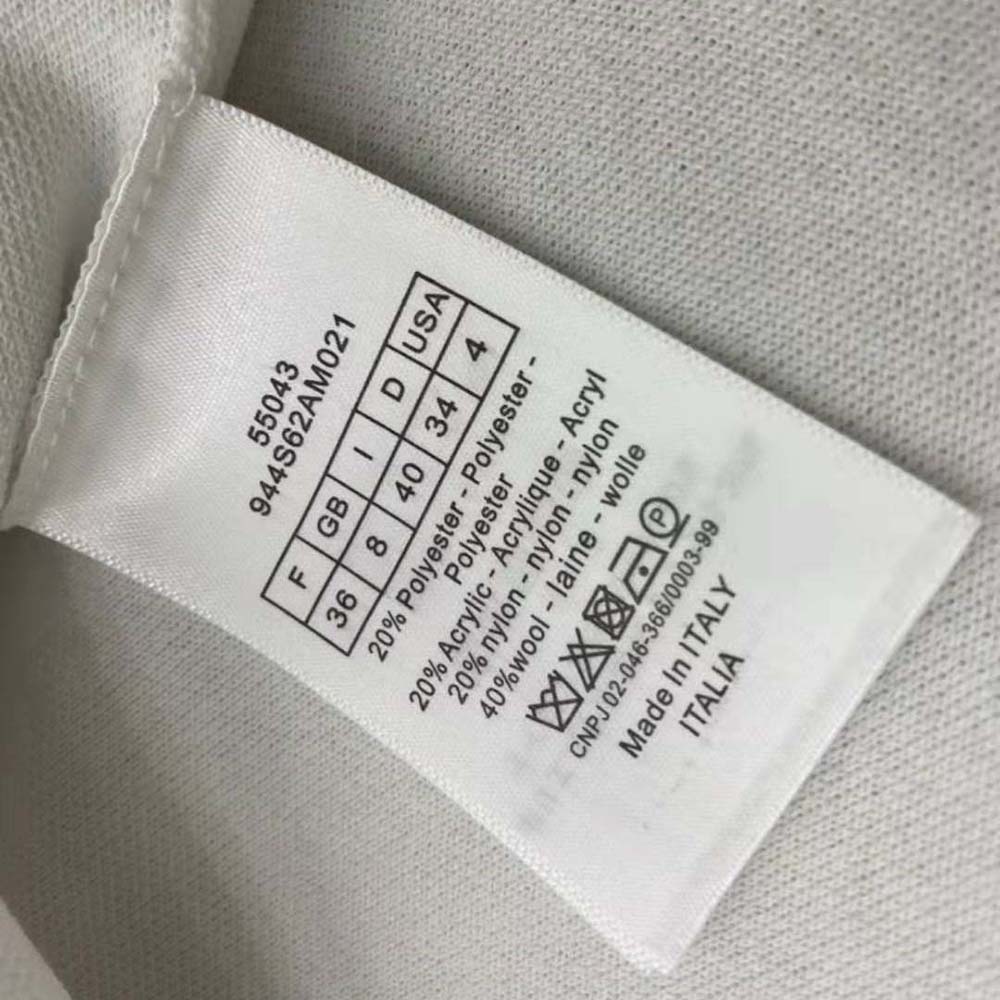 55043
944S62AM021
F GB I D USA
36 8 40 34 4
20% Polyester - Polyester -
Polyester
20% Acrylic - Acrylique - Acryl
20% nylon - nylon - nylon
40%wool - laine - wolle
P
CNPJ 02-046-366/0003-99
Made In ITALY
ITALIA